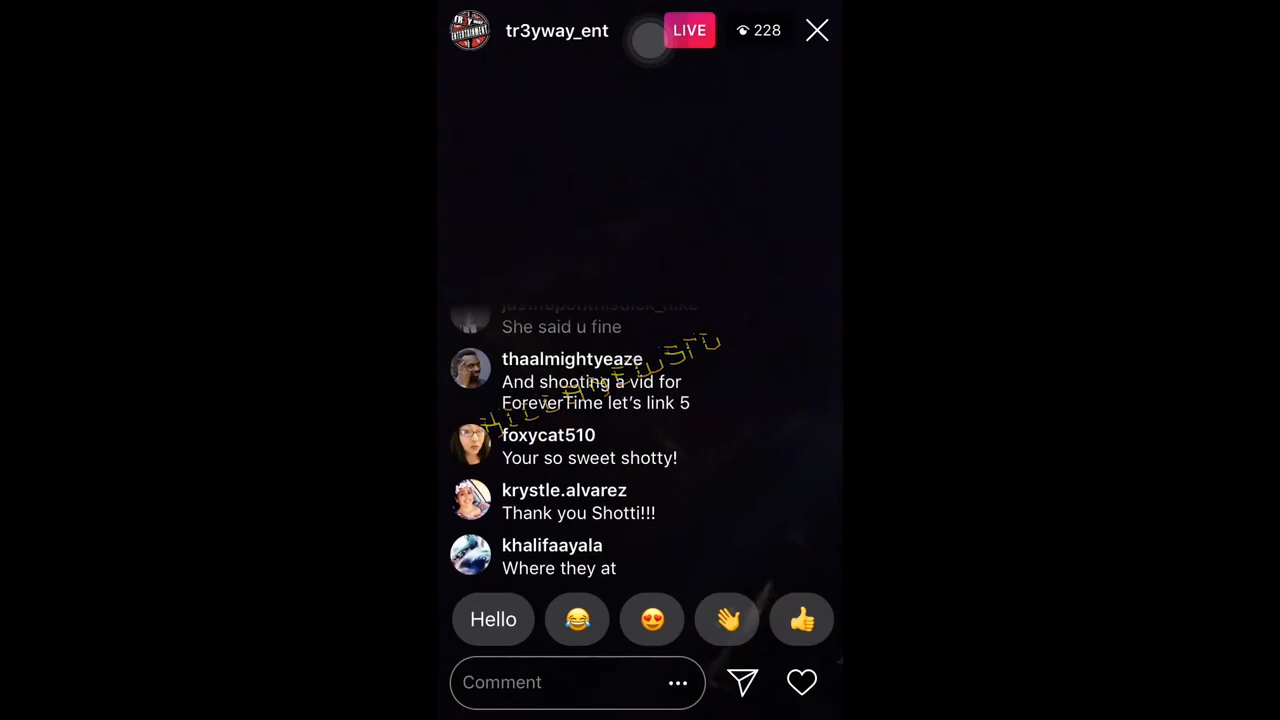 tr3yway_ent
LIVE
228
She said u fine
thaalmightyeaze
And shooting a vid for
ForeverTime let's link 5
foxycat510
Your so sweet shotty!
krystle.alvarez
Thank you Shotti!!!
khalifaayala
Where they at
Hello
Comment